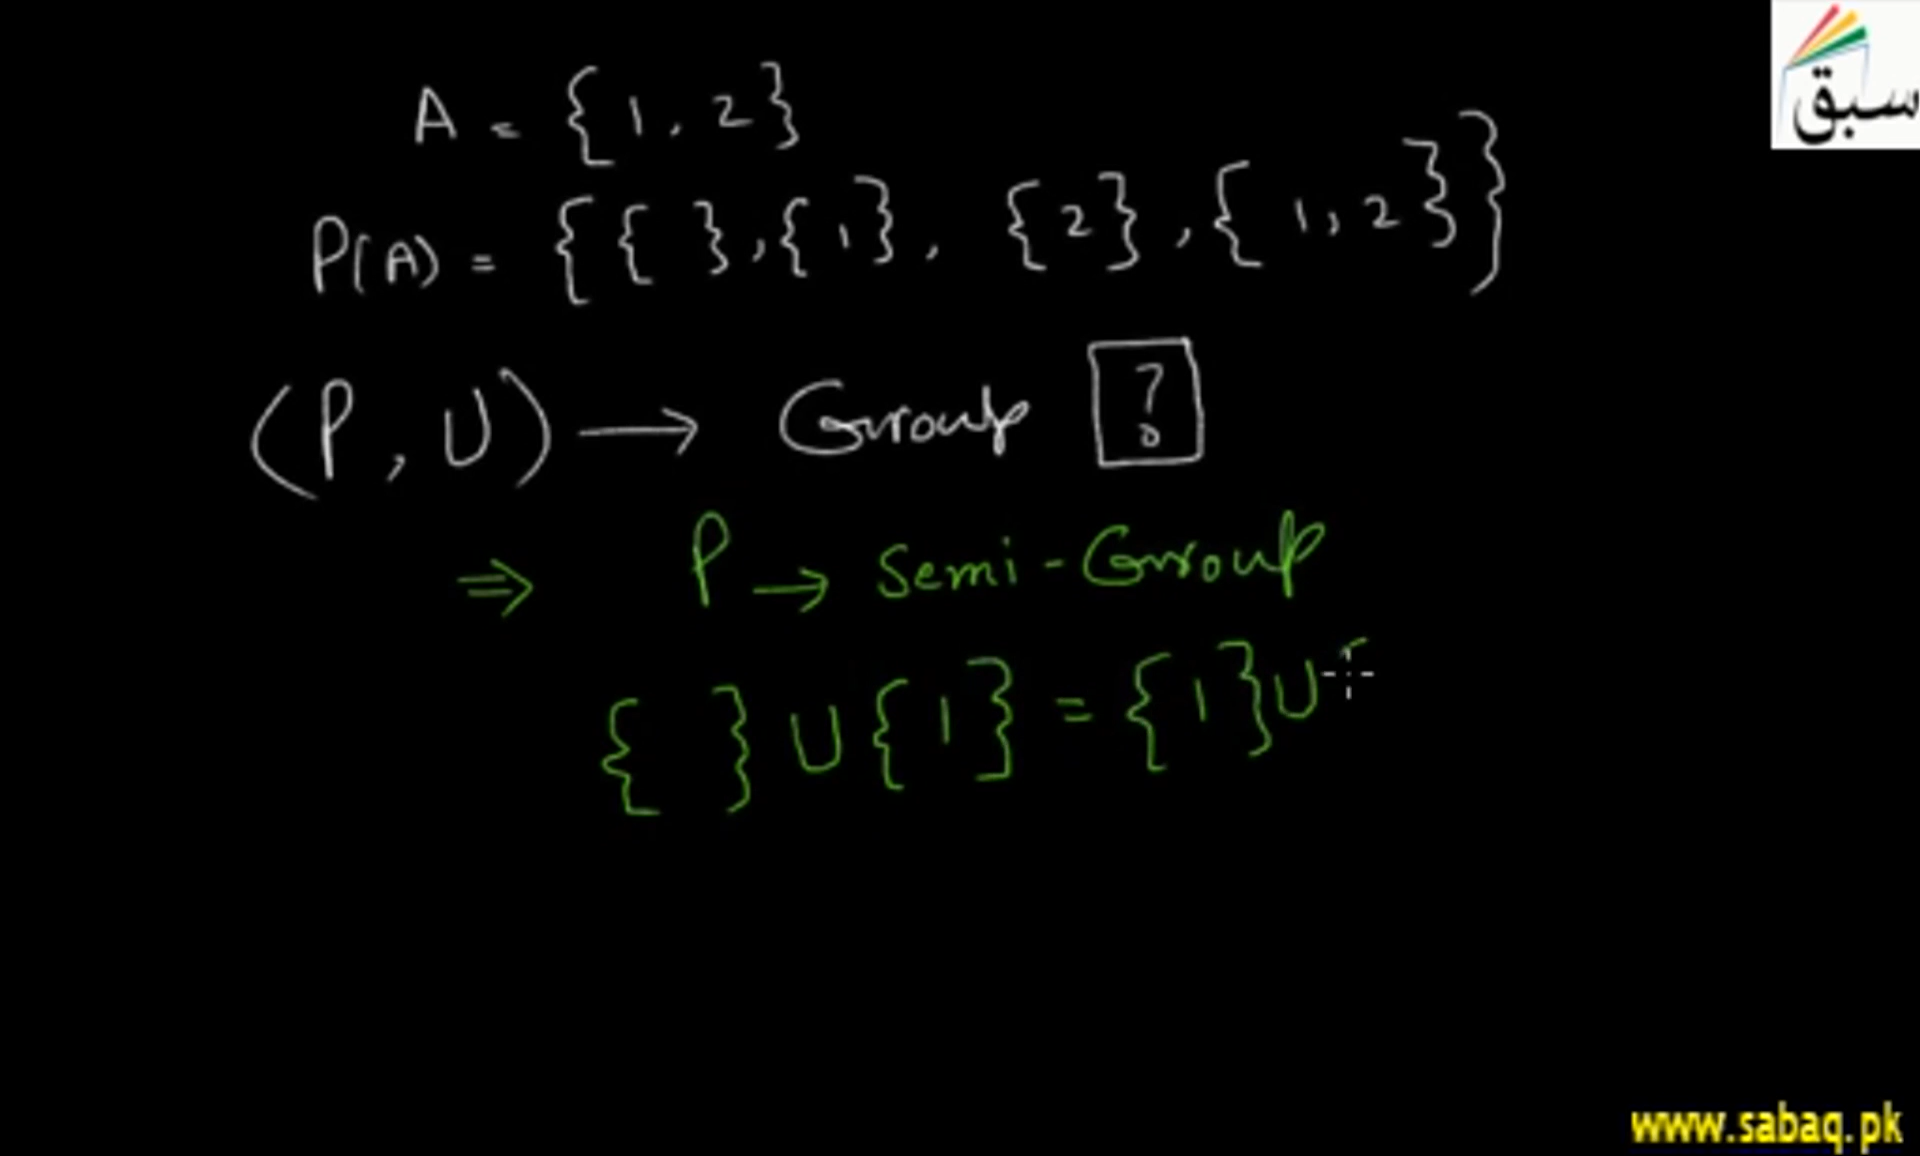 سبق
A = {1, 2}
P(A) = {{ }, {1}, {2}, {1, 2}}
(P, U) → Group ?
⇒ P → Semi-Group
{ } U {1} = {1} U
www.sabaq.pk